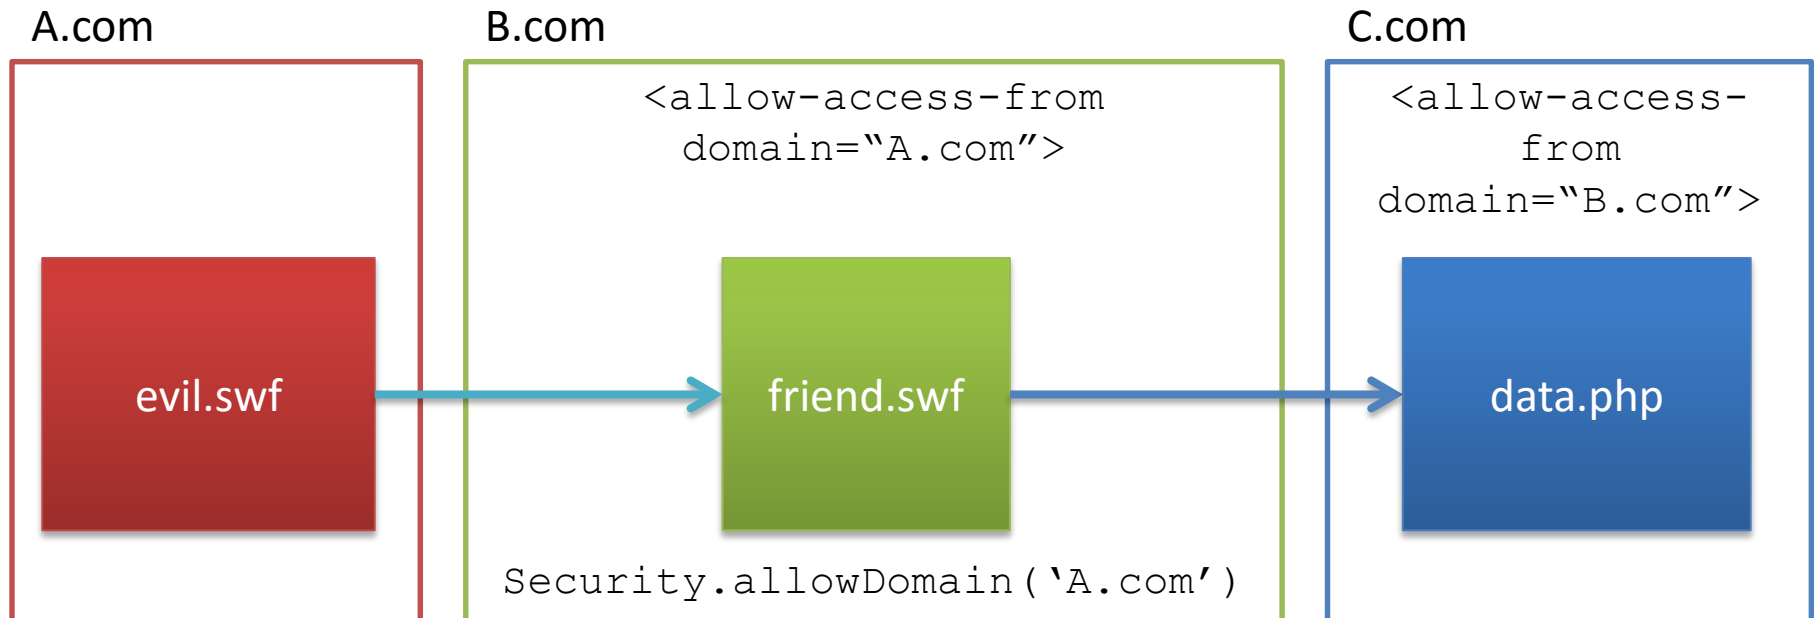 A.com
B.com
C.com
<allow-access-from
domain=“A.com”>
<allow-access-
from
domain=“B.com”>
evil.swf
friend.swf
data.php
Security.allowDomain(‘A.com’)